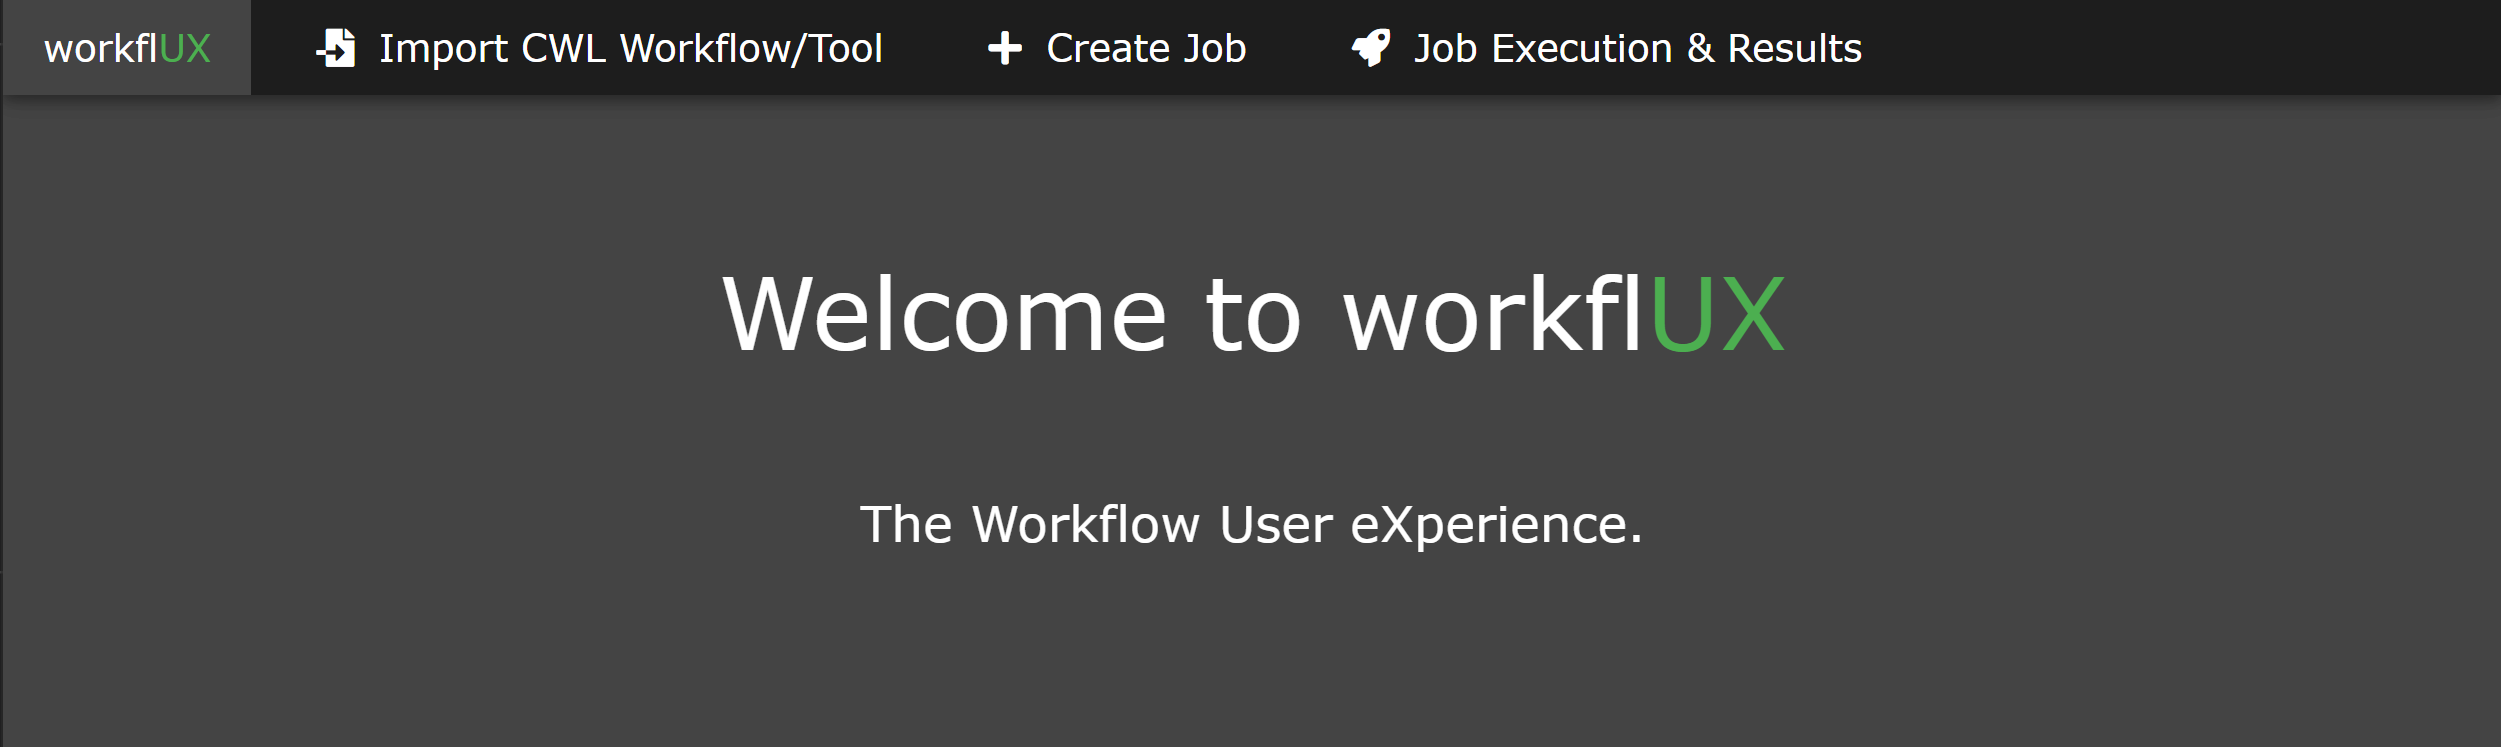 workflUX Import CWL Workflow/Tool Create Job Job Execution & Results
Welcome to workflUX
The Workflow User eXperience.